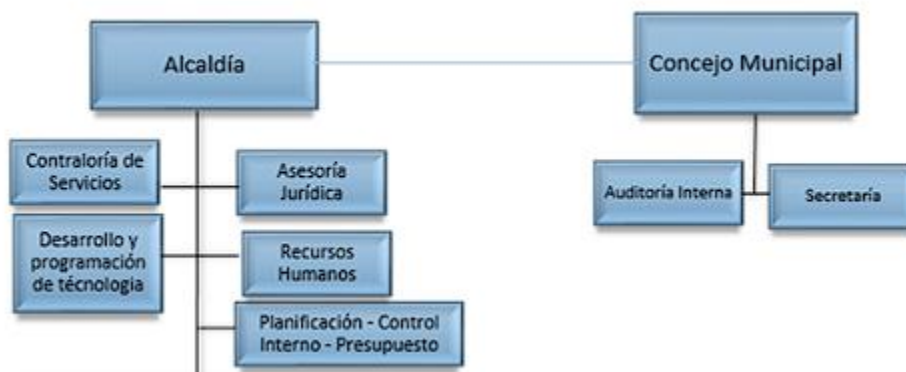 Alcaldía
Concejo Municipal
Contraloría de
Servicios
Asesoría
Jurídica
Auditoría Interna
Secretaría
Desarrollo y
programación
de técnologia
Recursos
Humanos
Planificación - Control
Interno - Presupuesto